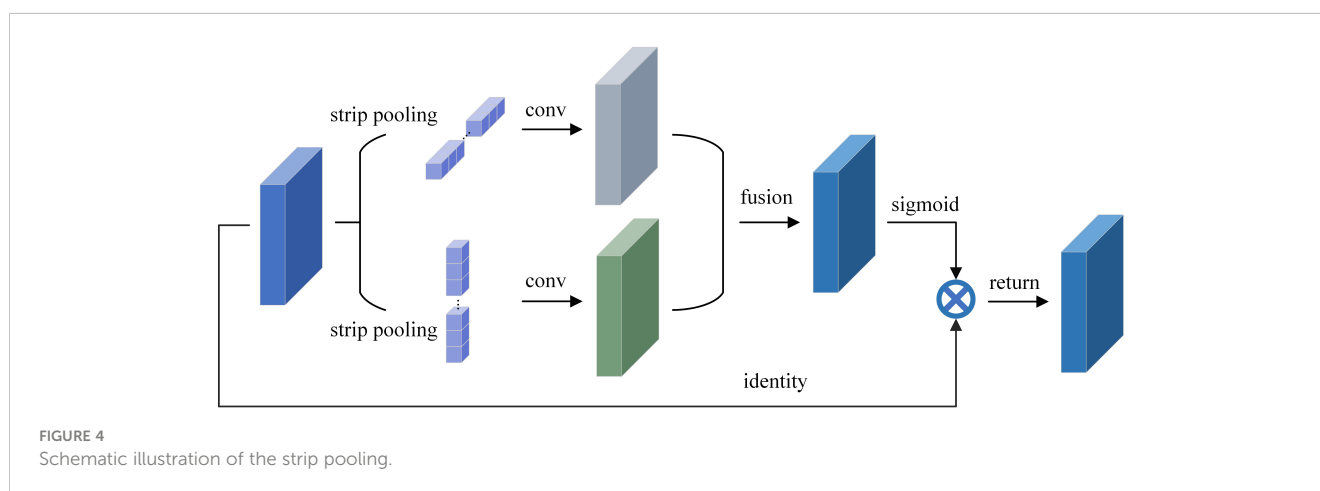 strip pooling
conv
fusion
sigmoid
return
strip pooling
conv
identity
FIGURE 4
Schematic illustration of the strip pooling.